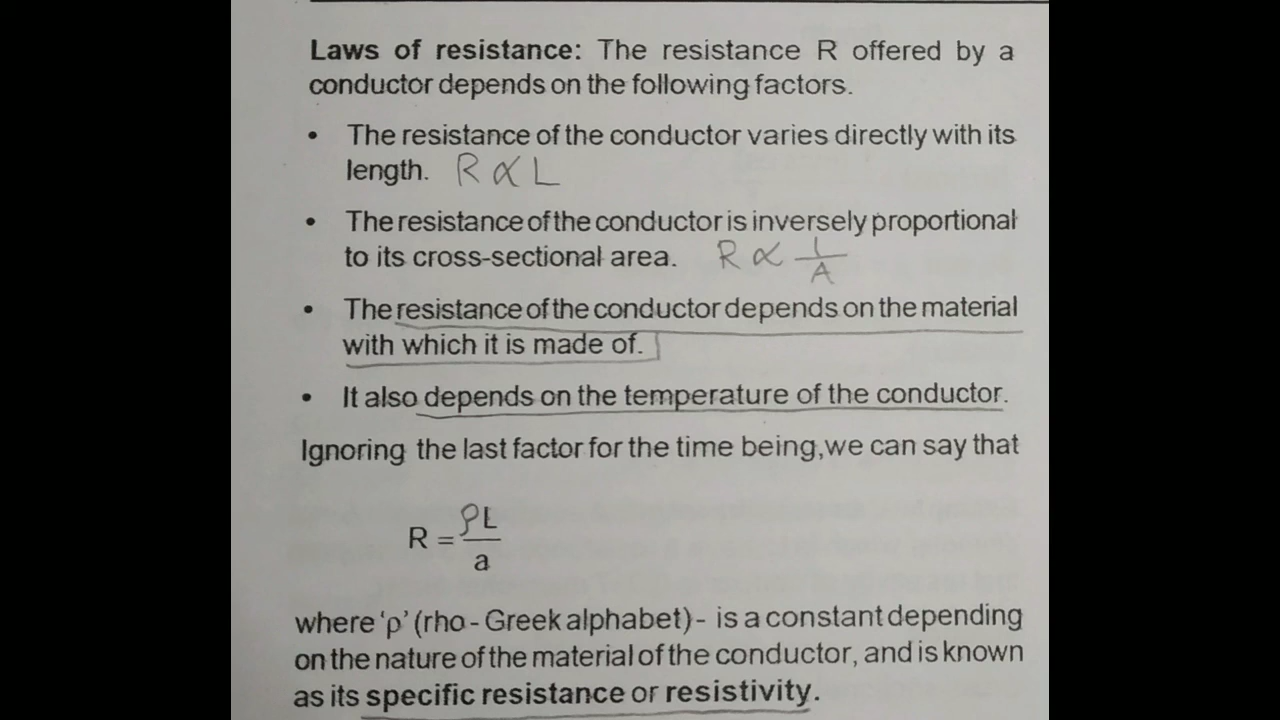 Laws of resistance: The resistance R offered by a
conductor depends on the following factors.
• The resistance of the conductor varies directly with its
length. R ∝ L
• The resistance of the conductor is inversely proportional
to its cross-sectional area. R ∝ 1/A
• The resistance of the conductor depends on the material
with which it is made of.
• It also depends on the temperature of the conductor.
Ignoring the last factor for the time being,we can say that
R = ρL/a
where 'ρ' (rho - Greek alphabet) - is a constant depending
on the nature of the material of the conductor, and is known
as its specific resistance or resistivity.